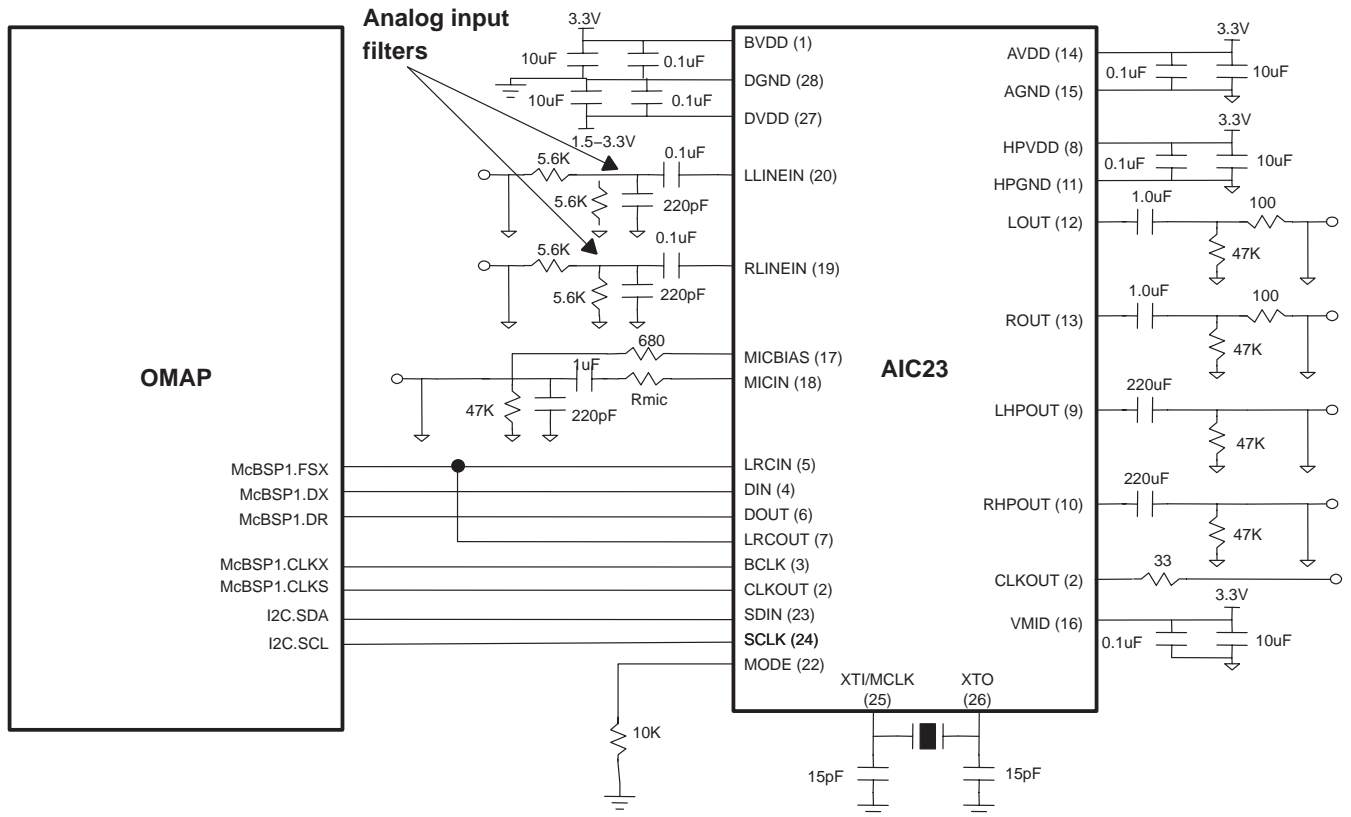 Analog input
filters
3.3V
10uF
0.1uF
10uF
0.1uF
1.5–3.3V
BVDD (1)
DGND (28)
DVDD (27)
5.6K
0.1uF
LLINEIN (20)
5.6K
220pF
5.6K
0.1uF
RLINEIN (19)
5.6K
220pF
680
MICBIAS (17)
1uF
MICIN (18)
Rmic
47K
220pF
OMAP
McBSP1.FSX
McBSP1.DX
McBSP1.DR
McBSP1.CLKX
McBSP1.CLKS
I2C.SDA
I2C.SCL
LRCIN (5)
DIN (4)
DOUT (6)
LRCOUT (7)
BCLK (3)
CLKOUT (2)
SDIN (23)
SCLK (24)
MODE (22)
10K
AIC23
XTI/MCLK
(25)
XTO
(26)
15pF
15pF
3.3V
AVDD (14)
0.1uF
10uF
AGND (15)
3.3V
HPVDD (8)
0.1uF
10uF
HPGND (11)
1.0uF
100
LOUT (12)
47K
1.0uF
100
ROUT (13)
47K
220uF
LHPOUT (9)
47K
220uF
RHPOUT (10)
47K
33
CLKOUT (2)
3.3V
VMID (16)
0.1uF
10uF